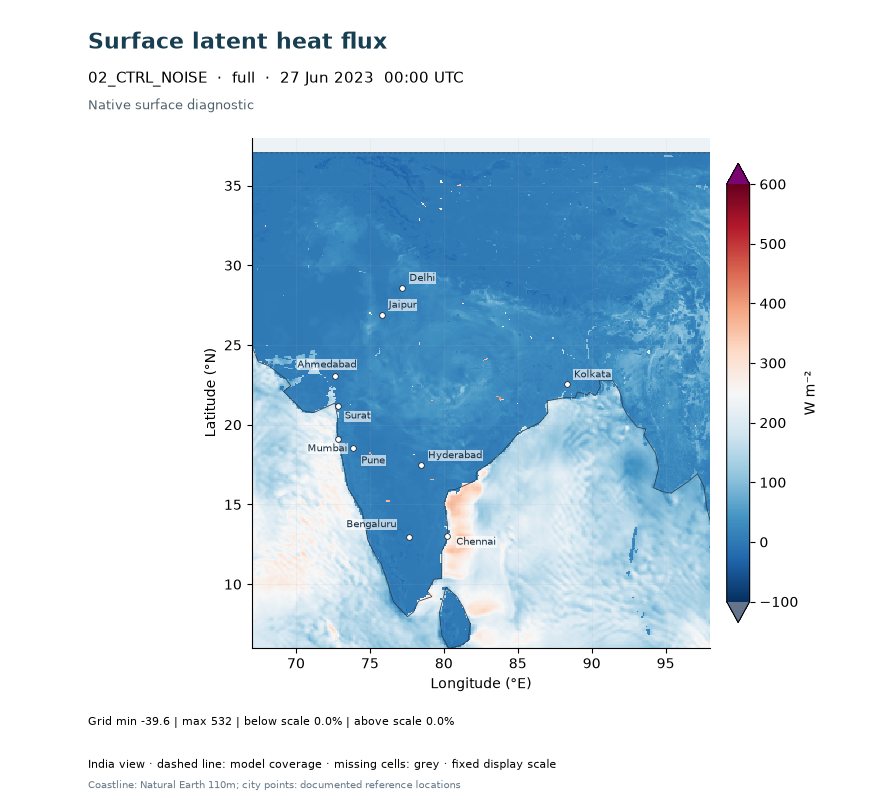 Surface latent heat flux
02_CTRL_NOISE · full · 27 Jun 2023 00:00 UTC
Native surface diagnostic
35
30
25
20
15
10
Latitude (°N)
Delhi
Jaipur
Ahmedabad
Kolkata
Surat
Mumbai
Pune
Hyderabad
Bengaluru
Chennai
70 75 80 85 90 95
Longitude (°E)
600
500
400
300
200
100
0
−100
W m⁻²
Grid min -39.6 | max 532 | below scale 0.0% | above scale 0.0%
India view · dashed line: model coverage · missing cells: grey · fixed display scale
Coastline: Natural Earth 110m; city points: documented reference locations